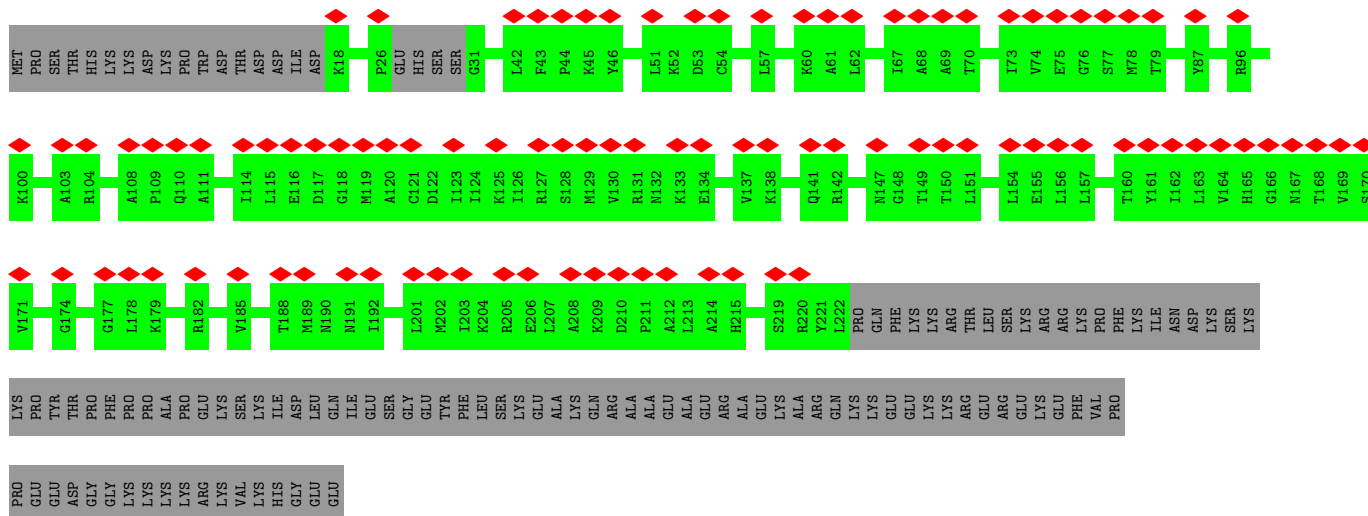 MET PRO SER THR HIS LYS LYS ASP LYS PRO TRP ASP THR ASP ASP ILE ASP K18 P26 GLU HIS SER SER G31 L42 F43 P44 K45 Y46 L51 K52 D53 C54 L57 K60 A61 L62 I67 A68 A69 T70 I73 V74 E75 G76 S77 M78 T79 Y87 R96
K100 A103 R104 A108 P109 Q110 A111 I114 L115 E116 D117 G118 M119 A120 C121 D122 I123 I124 K125 I126 R127 S128 M129 V130 R131 N132 K133 E134 V137 K138 Q141 R142 N147 G148 T149 T150 L151 L154 E155 L156 L157 T160 Y161 I162 L163 V164 H165 G166 N167 T168 V169 S170
V171 G174 G177 L178 K179 R182 V185 T188 M189 N190 N191 I192 L201 M202 I203 K204 R205 E206 L207 A208 K209 D210 P211 A212 L213 A214 H215 S219 R220 Y221 L222 PRO GLN PHE LYS LYS ARG THR LEU SER LYS ARG ARG LYS PRO PHE LYS ILE ASN ASP LYS SER LYS
LYS PRO TYR THR PRO PHE PRO PRO ALA PRO GLU LYS SER LYS ILE ASP LEU GLN ILE GLU SER GLY GLU TYR PHE LEU SER LYS GLU ALA LYS GLN ARG ALA ALA GLU ALA GLU ARG ALA GLU LYS ALA ARG GLN LYS LYS GLU GLU LYS LYS ARG GLU ARG GLU LYS GLU PHE VAL PRO
PRO GLU GLU ASP GLY GLY LYS LYS LYS LYS ARG LYS VAL LYS HIS GLY GLU GLU